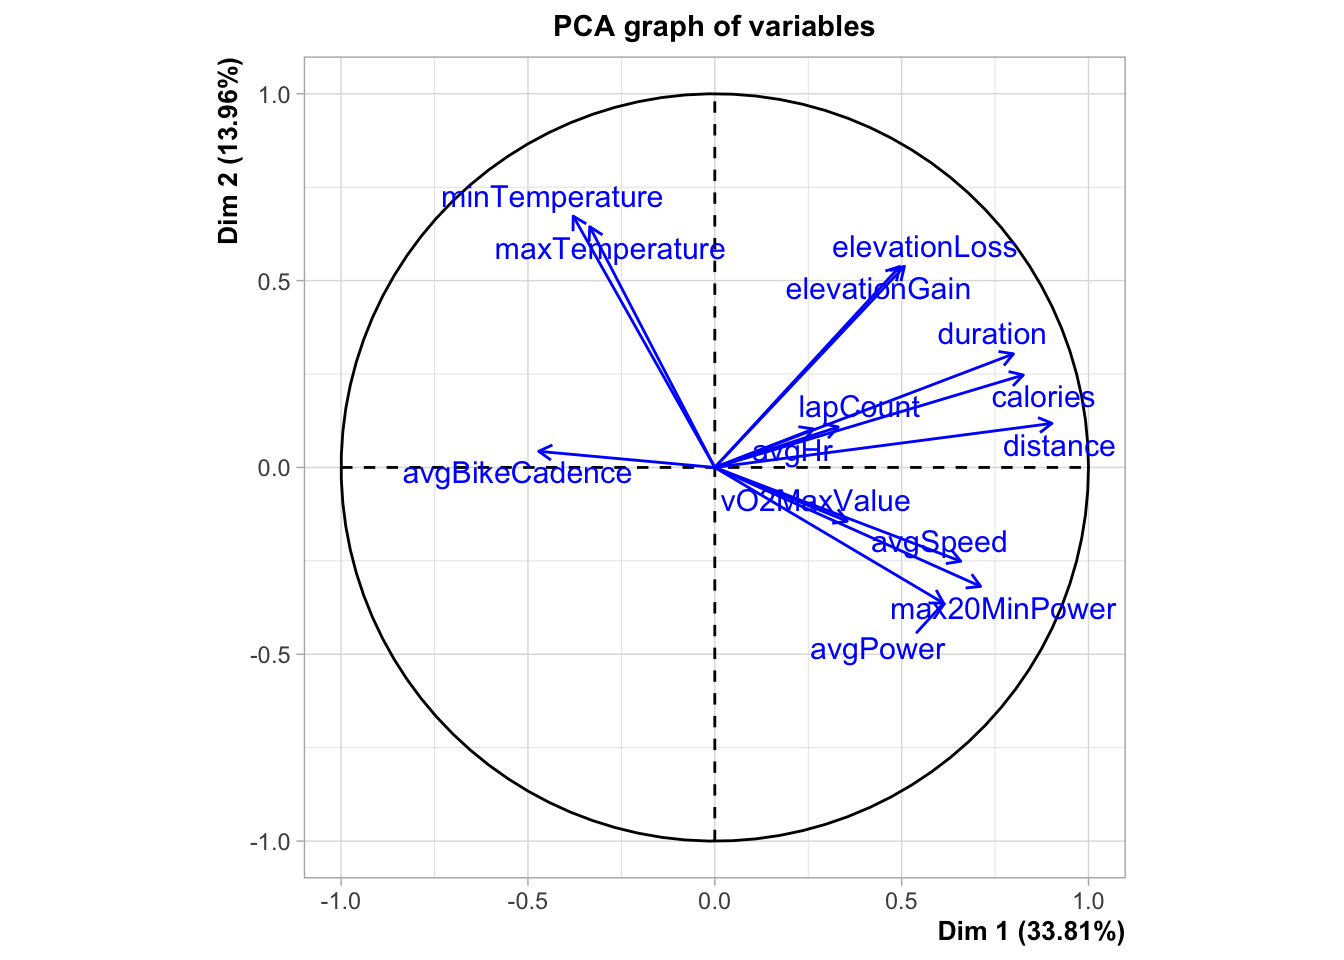 PCA graph of variables
Dim 2 (13.96%)
1.0
0.5
0.0
-0.5
-1.0
minTemperature
maxTemperature
elevationLoss
elevationGain
duration
calories
lapCount
distance
avgHr
avgBikeCadence
vO2MaxValue
avgSpeed
max20MinPower
avgPower
-1.0 -0.5 0.0 0.5 1.0
Dim 1 (33.81%)